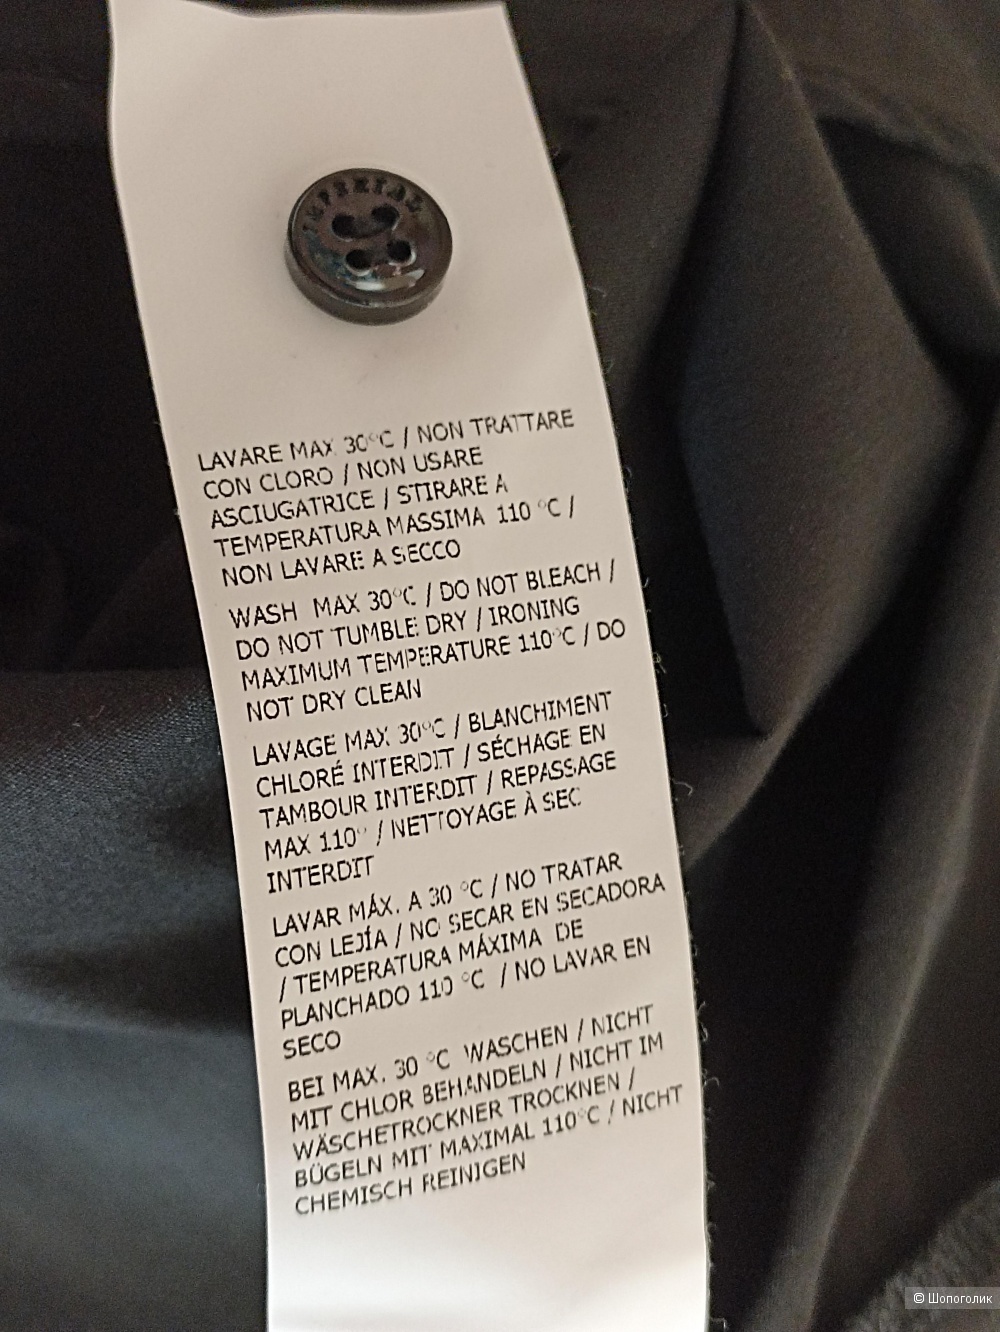 IMPERIAL
LAVARE MAX 30°C / NON TRATTARE
CON CLORO / NON USARE
ASCIUGATRICE / STIRARE A
TEMPERATURA MASSIMA 110 °C /
NON LAVARE A SECCO
WASH MAX 30°C / DO NOT BLEACH /
DO NOT TUMBLE DRY / IRONING
MAXIMUM TEMPERATURE 110°C / DO
NOT DRY CLEAN
LAVAGE MAX 30°C / BLANCHIMENT
CHLORÉ INTERDIT / SÉCHAGE EN
TAMBOUR INTERDIT / REPASSAGE
MAX 110° / NETTOYAGE À SEC
INTERDIT
LAVAR MÁX. A 30 °C / NO TRATAR
CON LEJÍA / NO SECAR EN SECADORA
/ TEMPERATURA MÁXIMA DE
PLANCHADO 110 °C / NO LAVAR EN
SECO
BEI MAX. 30 °C WASCHEN / NICHT
MIT CHLOR BEHANDELN / NICHT IM
WÄSCHETROCKNER TROCKNEN /
BÜGELN MIT MAXIMAL 110°C / NICHT
CHEMISCH REINIGEN
© Шопоголик